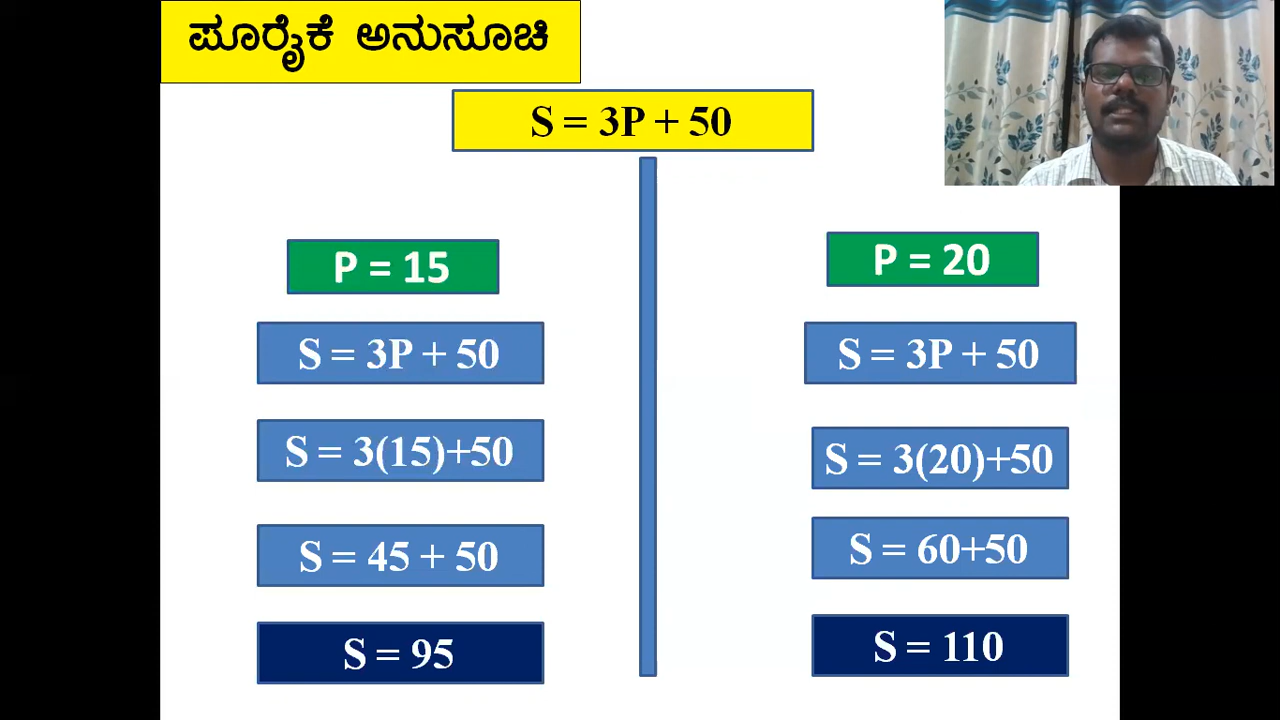 ಪೂರೈಕೆ ಅನುಸೂಚಿ
S = 3P + 50
P = 15
S = 3P + 50
S = 3(15)+50
S = 45 + 50
S = 95
P = 20
S = 3P + 50
S = 3(20)+50
S = 60+50
S = 110